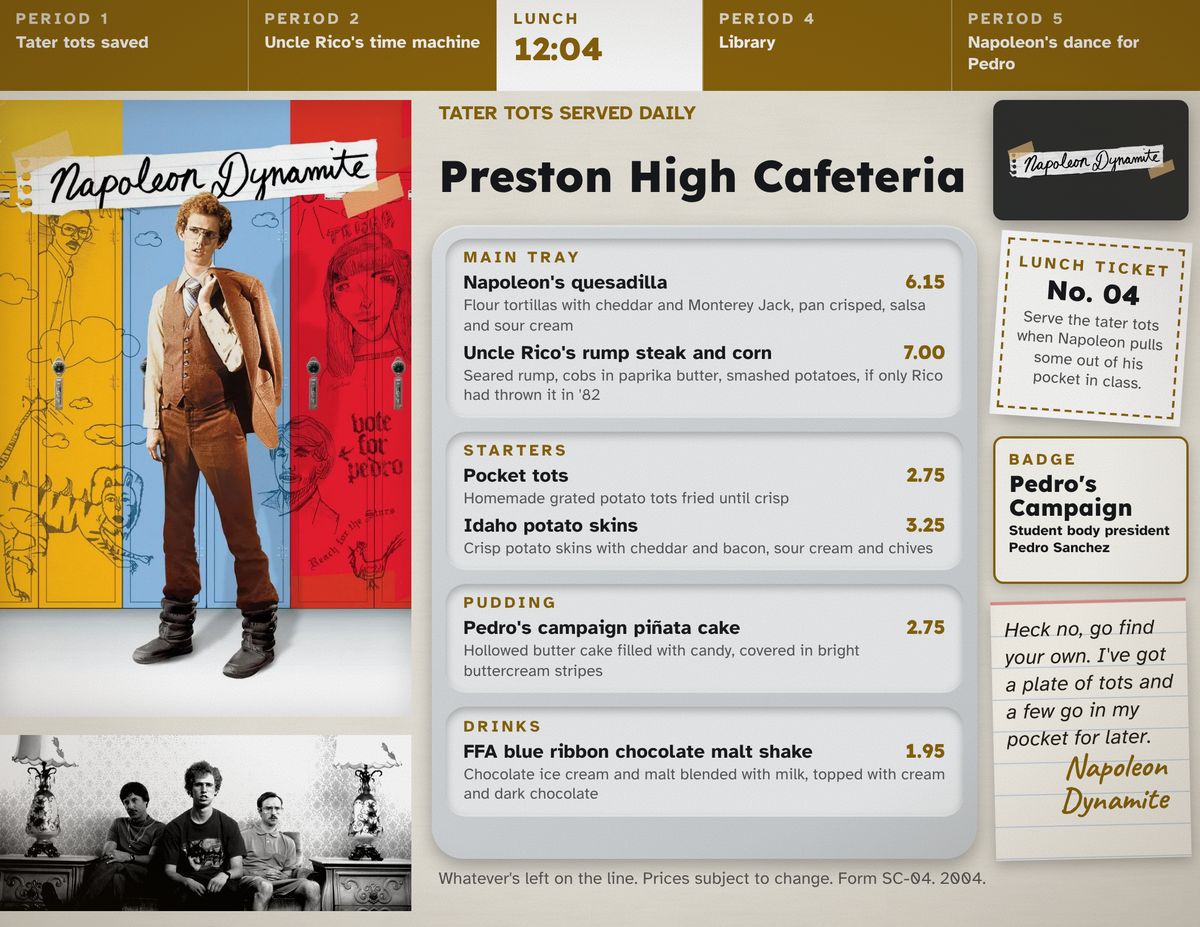 PERIOD 1
Tater tots saved
PERIOD 2
Uncle Rico's time machine
LUNCH
12:04
PERIOD 4
Library
PERIOD 5
Napoleon's dance for
Pedro
Napoleon Dynamite
vote
for
pedro
Reach for the Stars
TATER TOTS SERVED DAILY
Preston High Cafeteria
MAIN TRAY
Napoleon's quesadilla 6.15
Flour tortillas with cheddar and Monterey Jack, pan crisped, salsa
and sour cream
Uncle Rico's rump steak and corn 7.00
Seared rump, cobs in paprika butter, smashed potatoes, if only Rico
had thrown it in '82
STARTERS
Pocket tots 2.75
Homemade grated potato tots fried until crisp
Idaho potato skins 3.25
Crisp potato skins with cheddar and bacon, sour cream and chives
PUDDING
Pedro's campaign piñata cake 2.75
Hollowed butter cake filled with candy, covered in bright
buttercream stripes
DRINKS
FFA blue ribbon chocolate malt shake 1.95
Chocolate ice cream and malt blended with milk, topped with cream
and dark chocolate
Whatever's left on the line. Prices subject to change. Form SC-04. 2004.
Napoleon Dynamite
LUNCH TICKET
No. 04
Serve the tater tots
when Napoleon pulls
some out of his
pocket in class.
BADGE
Pedro's
Campaign
Student body president
Pedro Sanchez
Heck no, go find
your own. I've got
a plate of tots and
a few go in my
pocket for later.
Napoleon
Dynamite